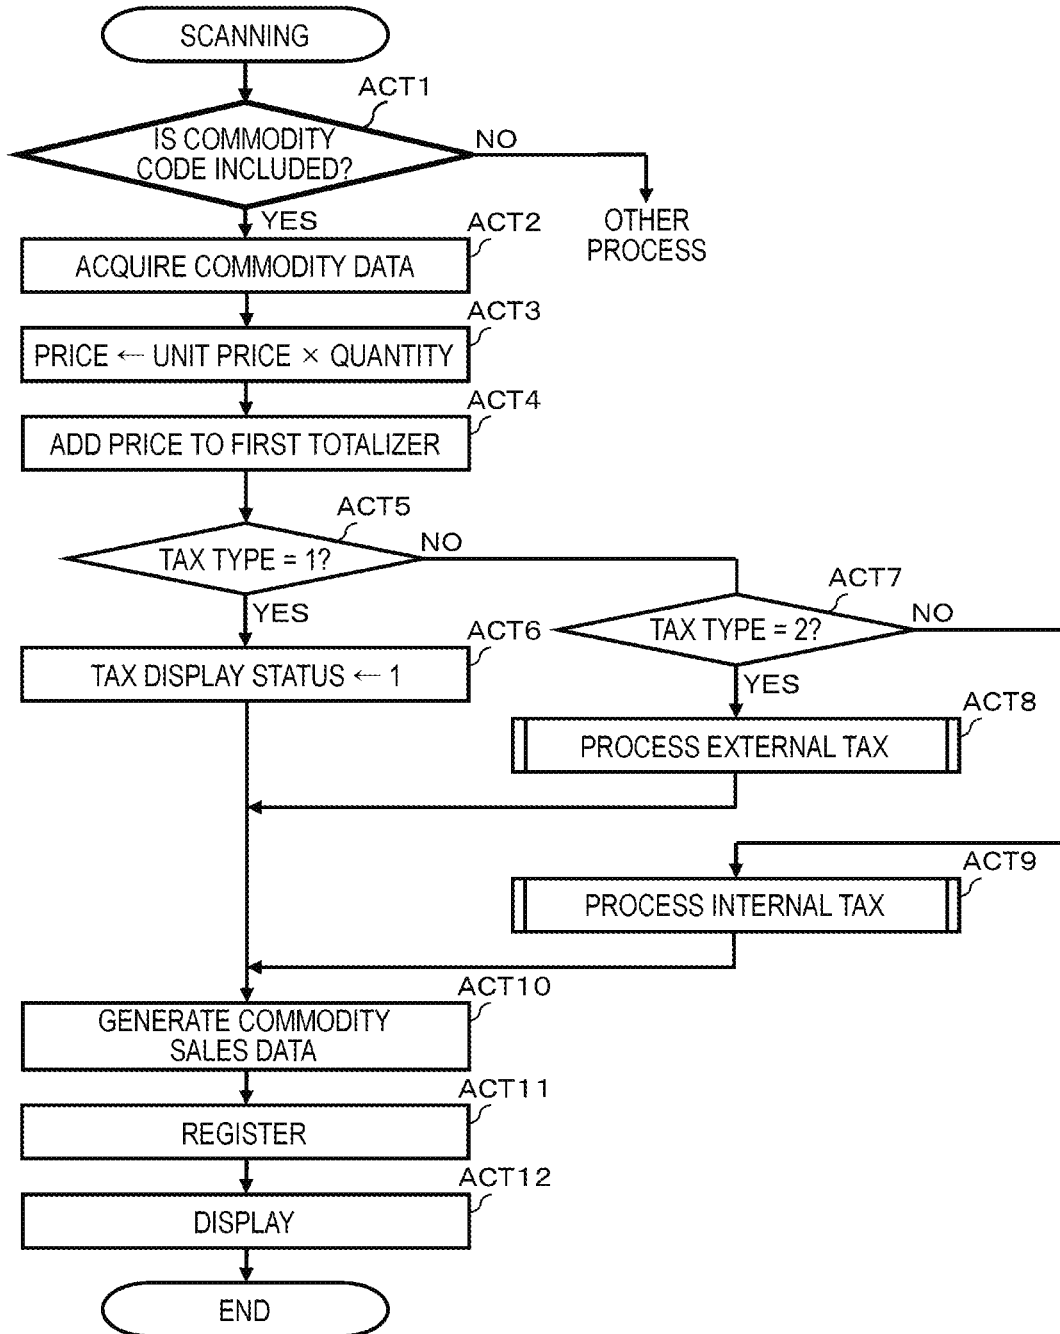 SCANNING
ACT1
IS COMMODITY
CODE INCLUDED?
NO
YES
OTHER
PROCESS
ACT2
ACQUIRE COMMODITY DATA
ACT3
PRICE ← UNIT PRICE × QUANTITY
ACT4
ADD PRICE TO FIRST TOTALIZER
ACT5
TAX TYPE = 1?
NO
YES
ACT7
TAX TYPE = 2?
NO
YES
ACT6
TAX DISPLAY STATUS ← 1
ACT8
PROCESS EXTERNAL TAX
ACT9
PROCESS INTERNAL TAX
ACT10
GENERATE COMMODITY
SALES DATA
ACT11
REGISTER
ACT12
DISPLAY
END